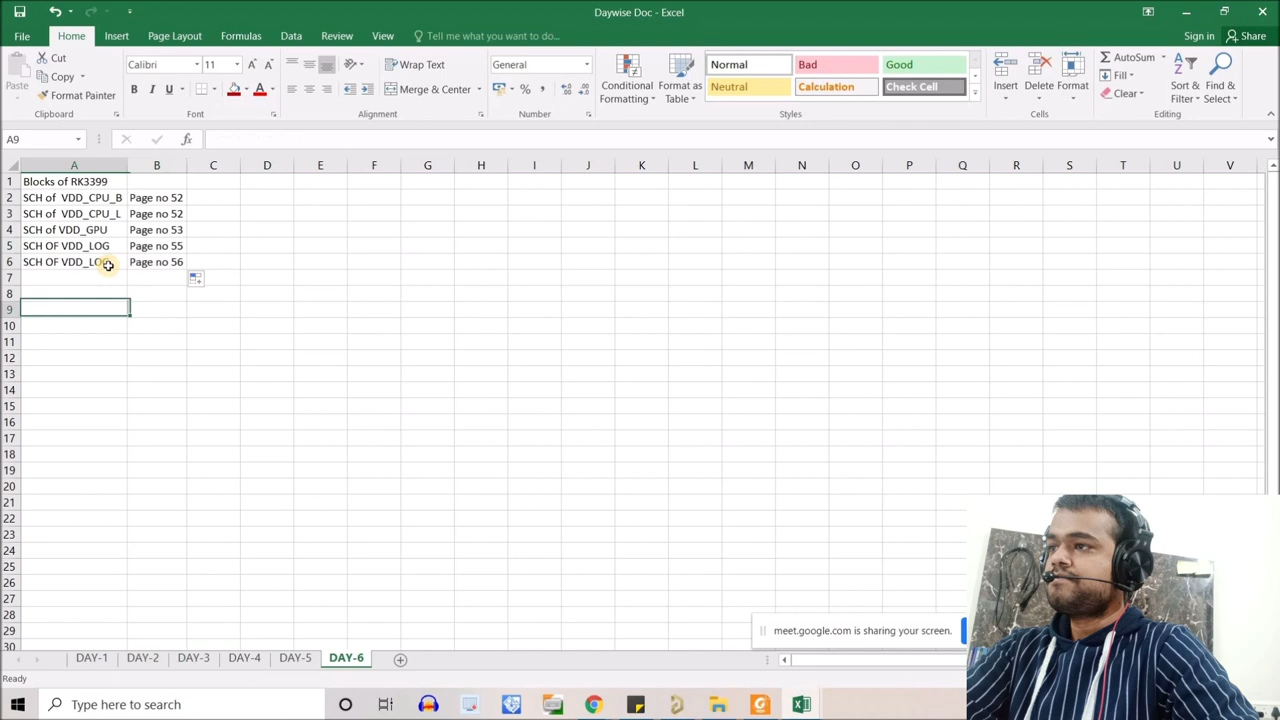 Daywise Doc - Excel
File Home Insert Page Layout Formulas Data Review View Tell me what you want to do... Sign in Share
Cut
Copy
Format Painter
Paste
Clipboard
Calibri 11
B I U
Font
Wrap Text
Merge & Center
Alignment
General
% ,
Number
Conditional Formatting
Format as Table
Normal Bad Good
Neutral Calculation Check Cell
Styles
Insert Delete Format
Cells
AutoSum
Fill
Clear
Sort & Filter
Find & Select
Editing
A9 fx
A B C D E F G H I J K L M N O P Q R S T U V
1 Blocks of RK3399
2 SCH of VDD_CPU_B Page no 52
3 SCH of VDD_CPU_L Page no 52
4 SCH of VDD_GPU Page no 53
5 SCH OF VDD_LOG Page no 55
6 SCH OF VDD_LOG Page no 56
7
8
9
10
11
12
13
14
15
16
17
18
19
20
21
22
23
24
25
26
27
28
29
30
meet.google.com is sharing your screen.
DAY-1 DAY-2 DAY-3 DAY-4 DAY-5 DAY-6
Ready
Type here to search